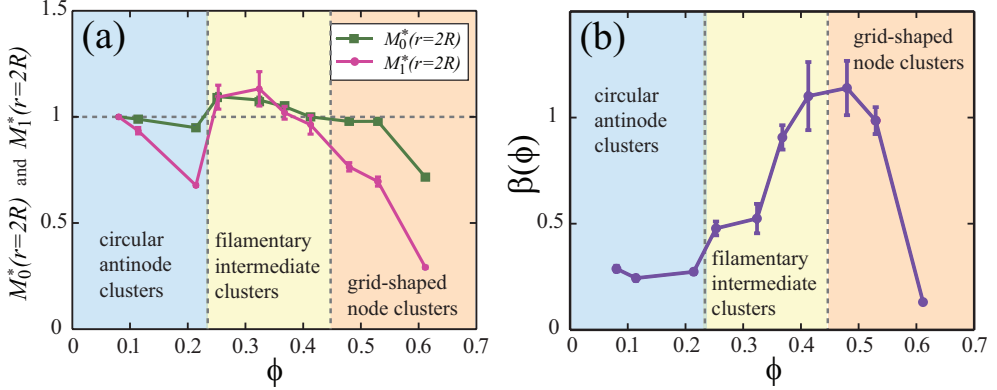 (a)
M₀*(r=2R) and M₁*(r=2R)
1.5
1
0.5
0
M₀*(r=2R)
M₁*(r=2R)
circular
antinode
clusters
filamentary
intermediate
clusters
grid-shaped
node clusters
0 0.1 0.2 0.3 0.4 0.5 0.6 0.7
ϕ
(b)
β(ϕ)
1
0.5
0
circular
antinode
clusters
filamentary
intermediate
clusters
grid-shaped
node clusters
0 0.1 0.2 0.3 0.4 0.5 0.6 0.7
ϕ